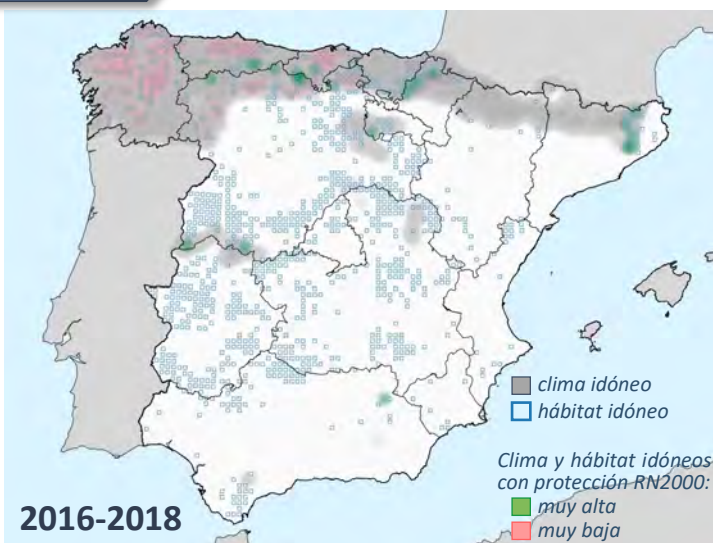 clima idóneo
hábitat idóneo
Clima y hábitat idóneos
con protección RN2000:
muy alta
muy baja
2016-2018